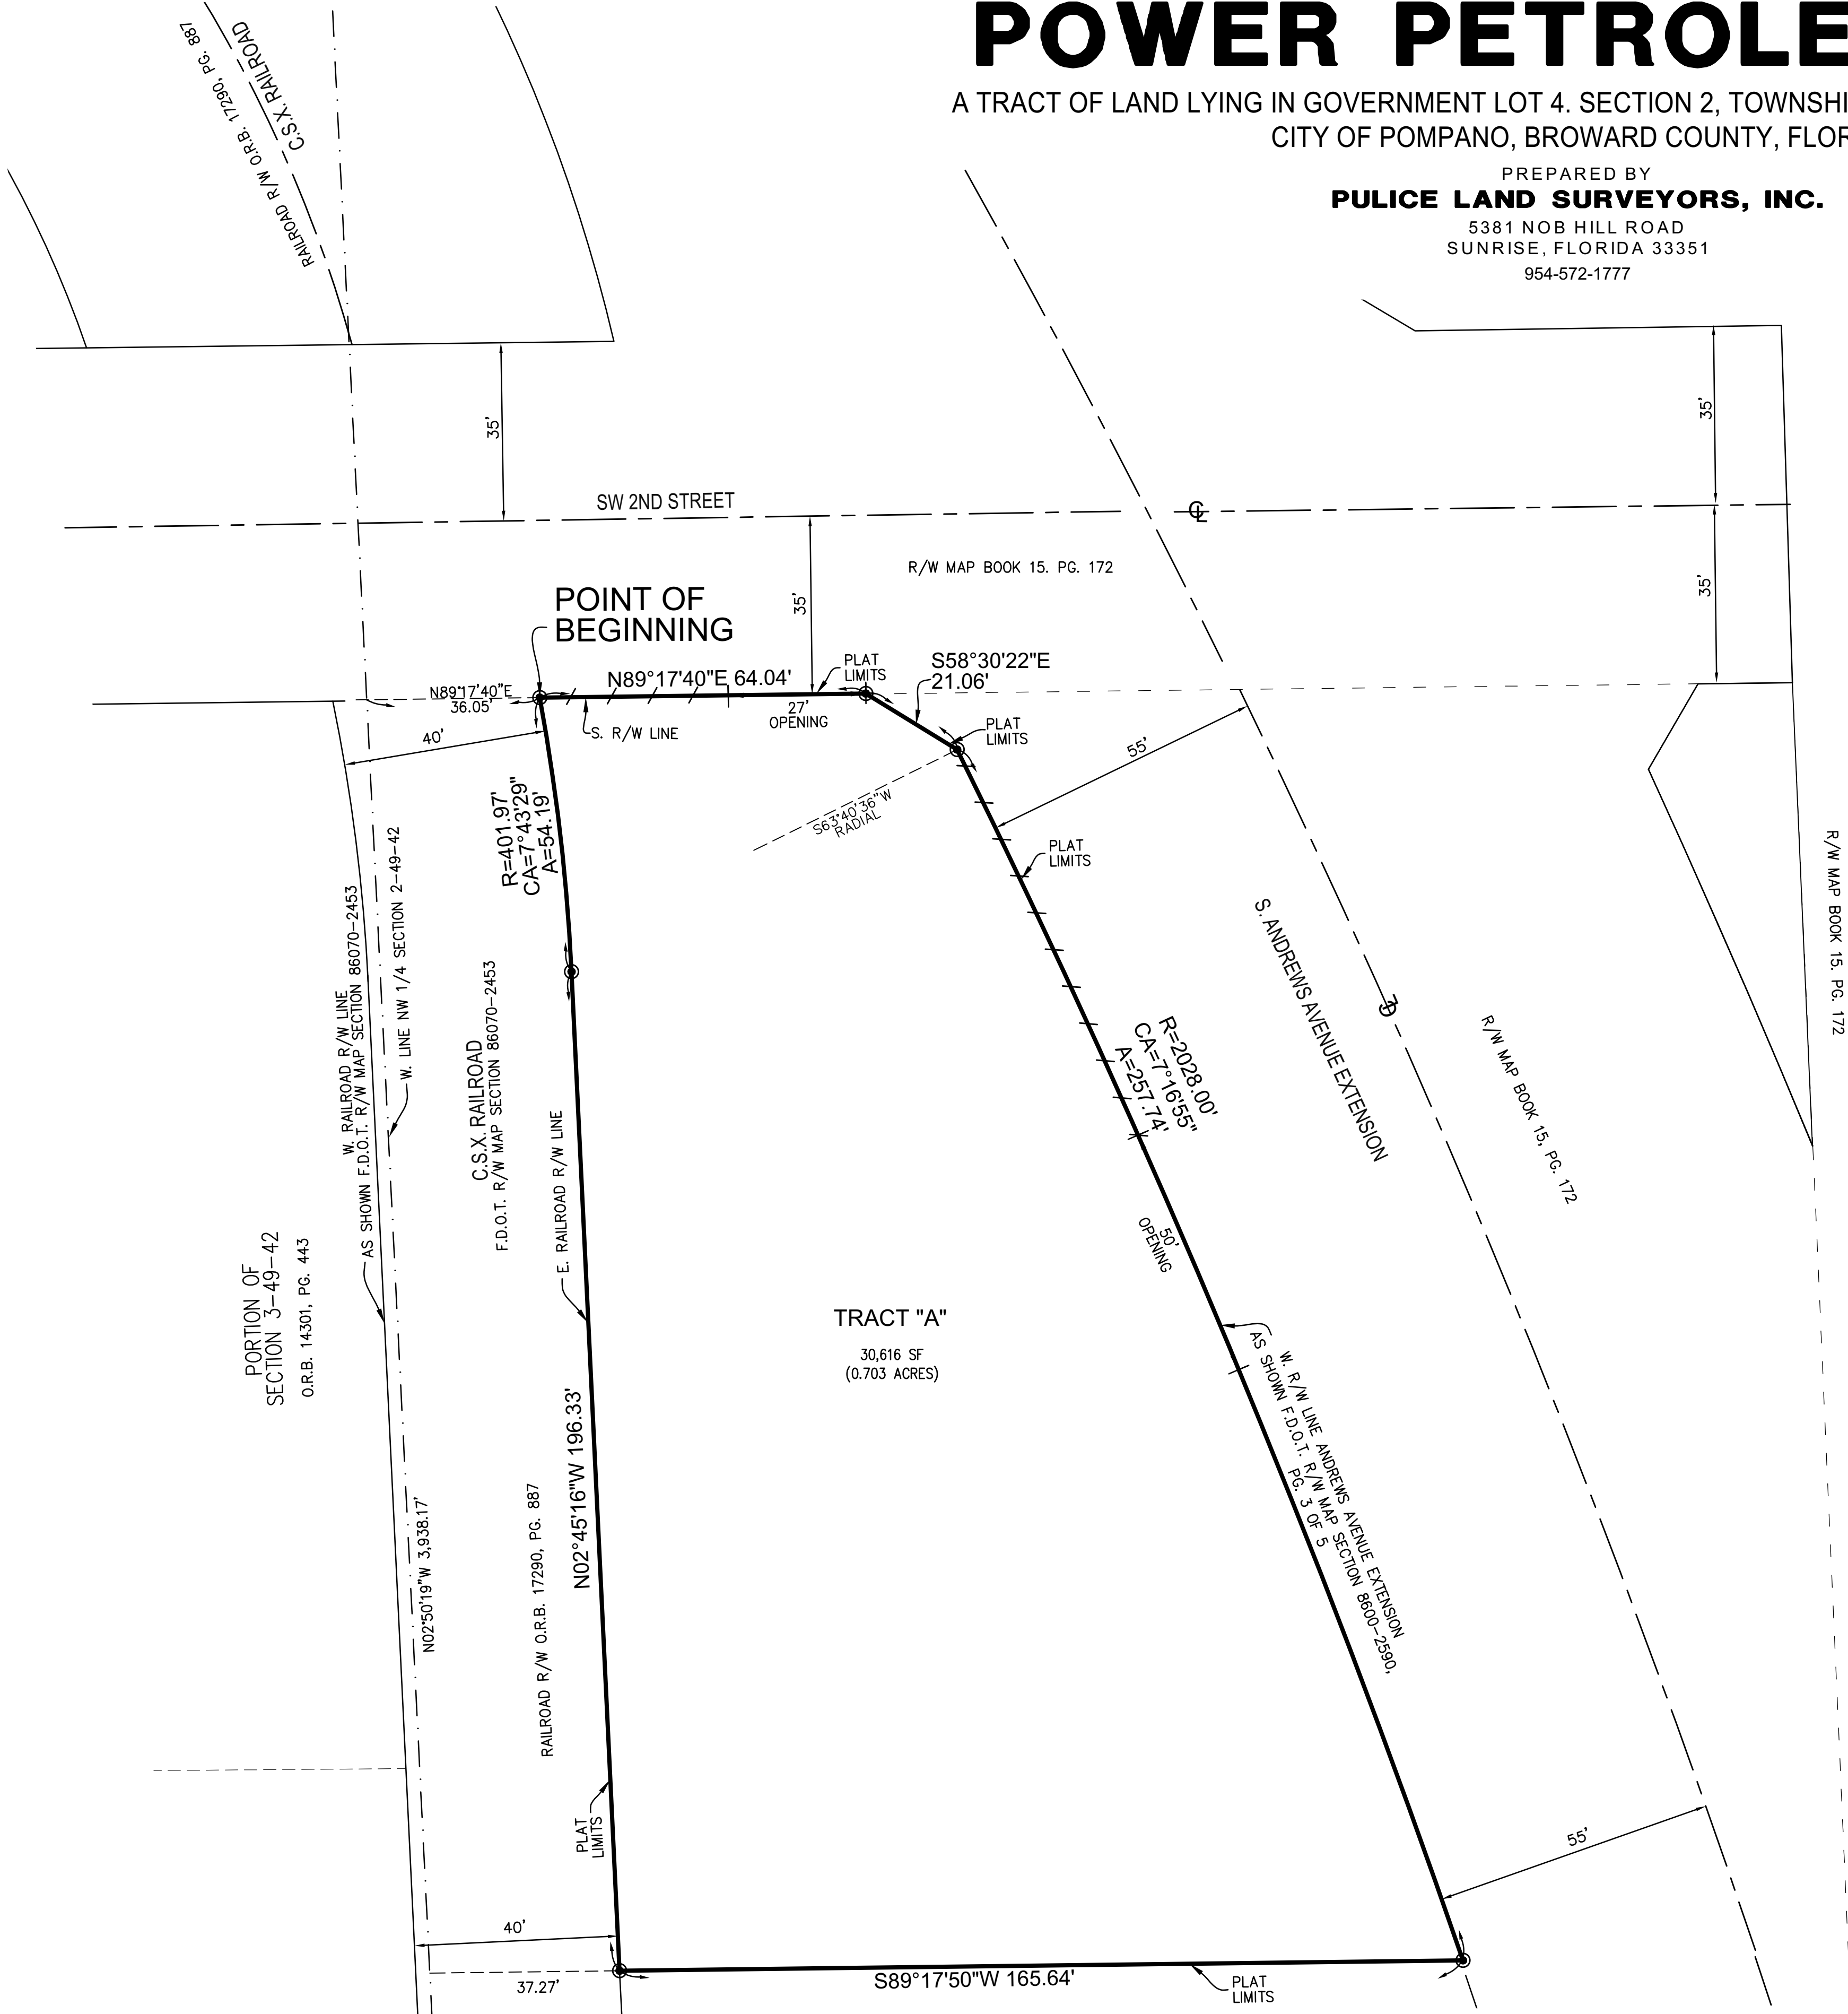 POWER PETROLE
A TRACT OF LAND LYING IN GOVERNMENT LOT 4. SECTION 2, TOWNSHI
CITY OF POMPANO, BROWARD COUNTY, FLOR
PREPARED BY
PULICE LAND SURVEYORS, INC.
5381 NOB HILL ROAD
SUNRISE, FLORIDA 33351
954-572-1777
C.S.X. RAILROAD
RAILROAD R/W O.R.B. 17290, PG. 887
35'
35'
SW 2ND STREET
R/W MAP BOOK 15. PG. 172
35'
35'
POINT OF
BEGINNING
N89°17'40"E
36.05'
N89°17'40"E 64.04'
PLAT
LIMITS
S58°30'22"E
21.06'
27'
OPENING
S. R/W LINE
PLAT
LIMITS
40'
55'
S63°40'36"W
RADIAL
R=401.97'
CA=7°43'29"
A=54.19'
PLAT
LIMITS
S. ANDREWS AVENUE EXTENSION
R/W MAP BOOK 15. PG. 172
R/W MAP BOOK 15, PG. 172
W. RAILROAD R/W LINE
AS SHOWN F.D.O.T. R/W MAP SECTION 86070-2453
W. LINE NW 1/4 SECTION 2-49-42
C.S.X. RAILROAD
F.D.O.T. R/W MAP SECTION 86070-2453
E. RAILROAD R/W LINE
R=2028.00'
CA=7°16'55"
A=257.74'
50'
OPENING
PORTION OF
SECTION 3-49-42
O.R.B. 14301, PG. 443
TRACT "A"
30,616 SF
(0.703 ACRES)
W. R/W LINE ANDREWS AVENUE EXTENSION
AS SHOWN F.D.O.T. R/W MAP SECTION 8600-2590,
PG. 3 OF 5
N02°45'16"W 196.33'
N02°50'19"W 3,938.17'
RAILROAD R/W O.R.B. 17290, PG. 887
PLAT
LIMITS
55'
40'
37.27'
S89°17'50"W 165.64'
PLAT
LIMITS